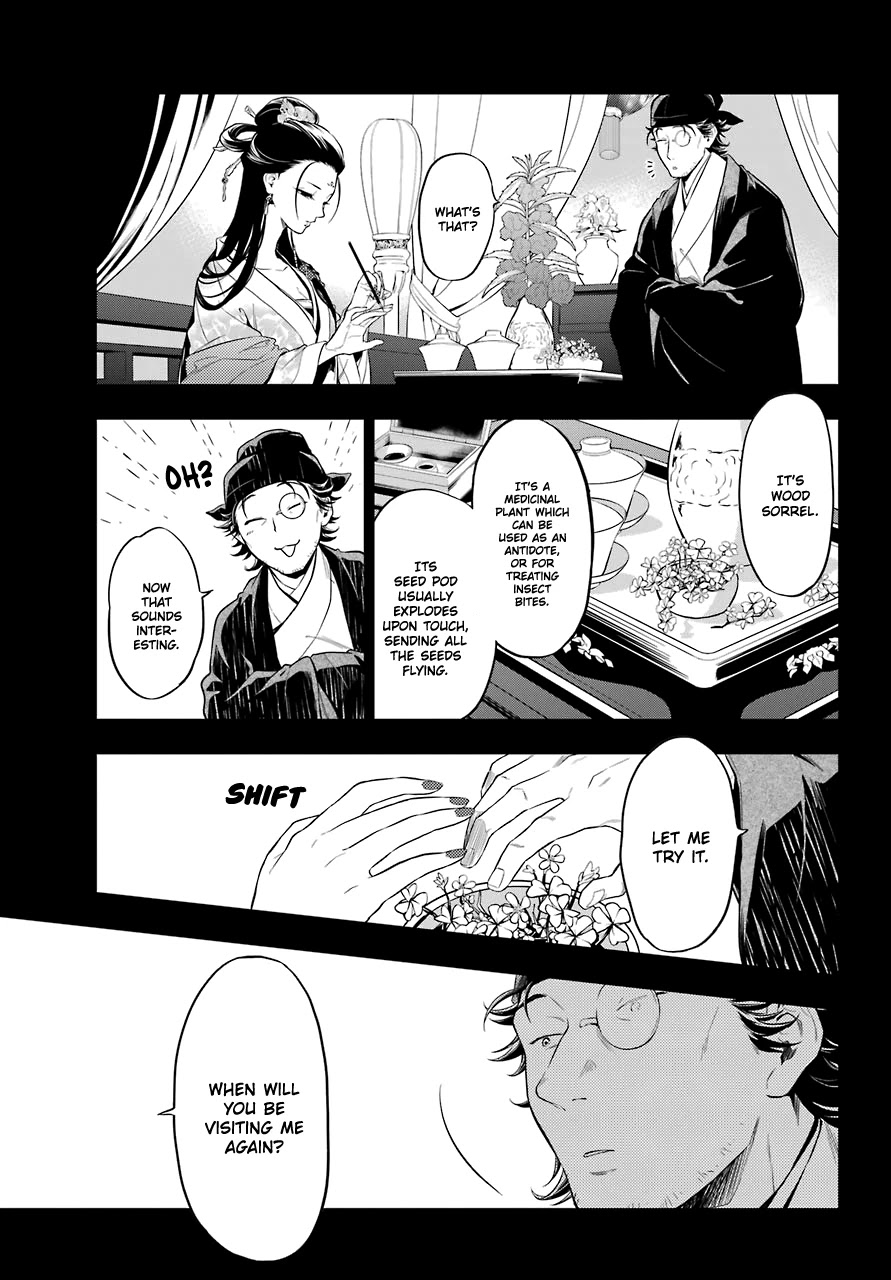 WHAT'S
THAT?
IT'S
WOOD
SORREL.
IT'S A
MEDICINAL
PLANT WHICH
CAN BE
USED AS AN
ANTIDOTE,
OR FOR
TREATING
INSECT
BITES.
ITS
SEED POD
USUALLY
EXPLODES
UPON TOUCH,
SENDING ALL
THE SEEDS
FLYING.
OH?
NOW
THAT
SOUNDS
INTER-
ESTING.
LET ME
TRY IT.
SHIFT
WHEN WILL
YOU BE
VISITING ME
AGAIN?